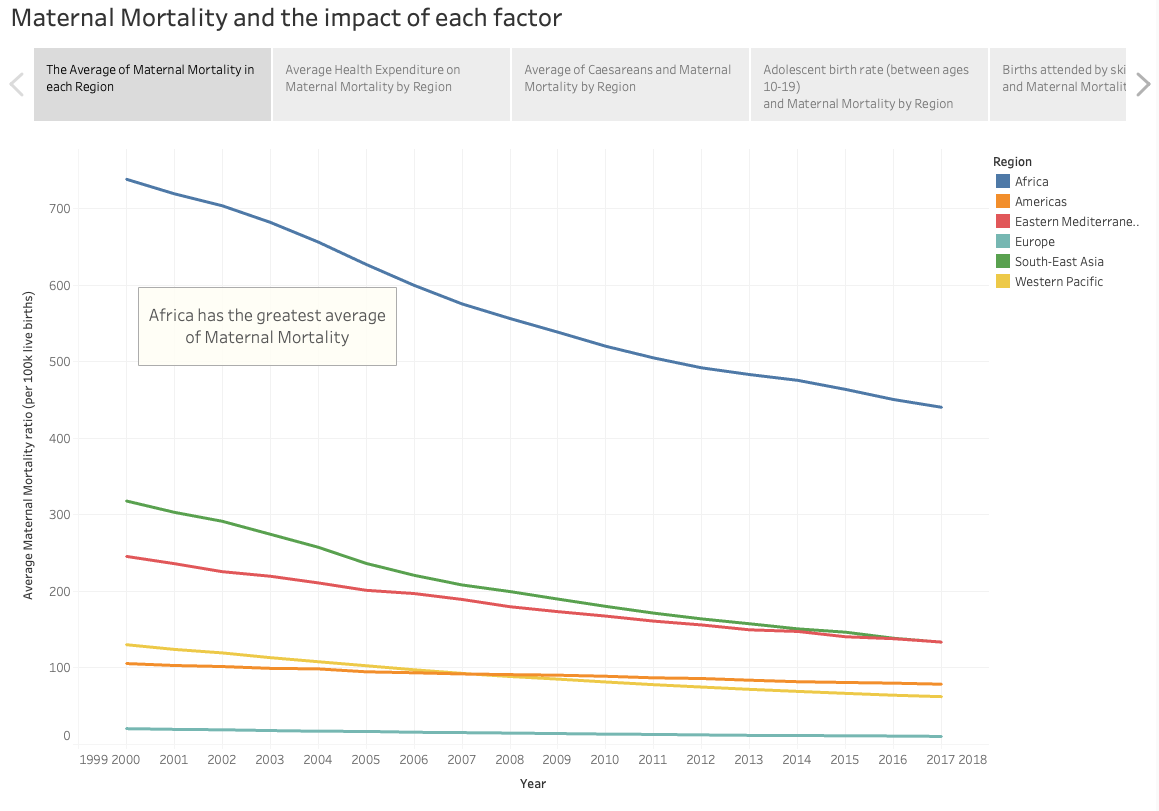 Maternal Mortality and the impact of each factor
The Average of Maternal Mortality in
each Region
Average Health Expenditure on
Maternal Mortality by Region
Average of Caesareans and Maternal
Mortality by Region
Adolescent birth rate (between ages
10-19)
and Maternal Mortality by Region
Births attended by ski
and Maternal Mortalit
Region
Africa
Americas
Eastern Mediterrane..
Europe
South-East Asia
Western Pacific
Average Maternal Mortality ratio (per 100k live births)
700
600
500
400
300
200
100
0
Africa has the greatest average
of Maternal Mortality
1999 2000 2001 2002 2003 2004 2005 2006 2007 2008 2009 2010 2011 2012 2013 2014 2015 2016 2017 2018
Year